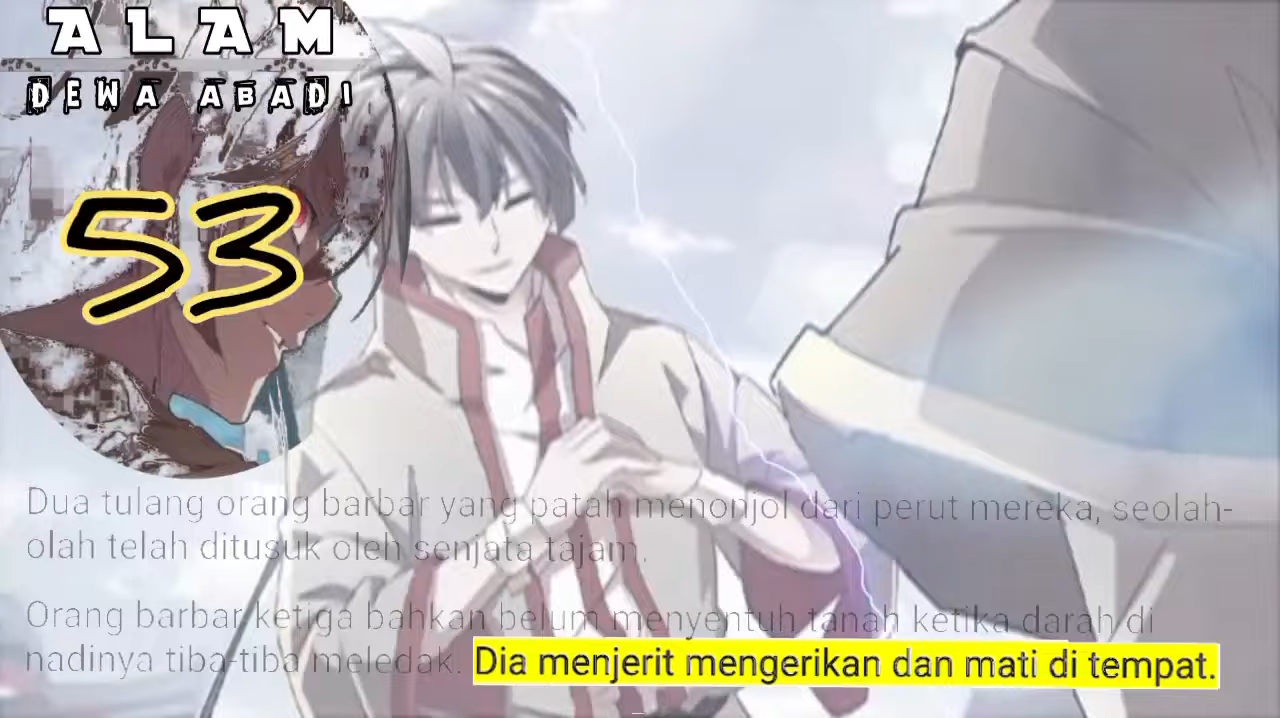 ALAM
DEWA ABADI
53
Dua tulang orang barbar yang patah menonjol dari perut mereka, seolah-
olah telah ditusuk oleh senjata tajam.
Orang barbar ketiga bahkan belum menyentuh tanah ketika darah di
nadinya tiba-tiba meledak. Dia menjerit mengerikan dan mati di tempat.